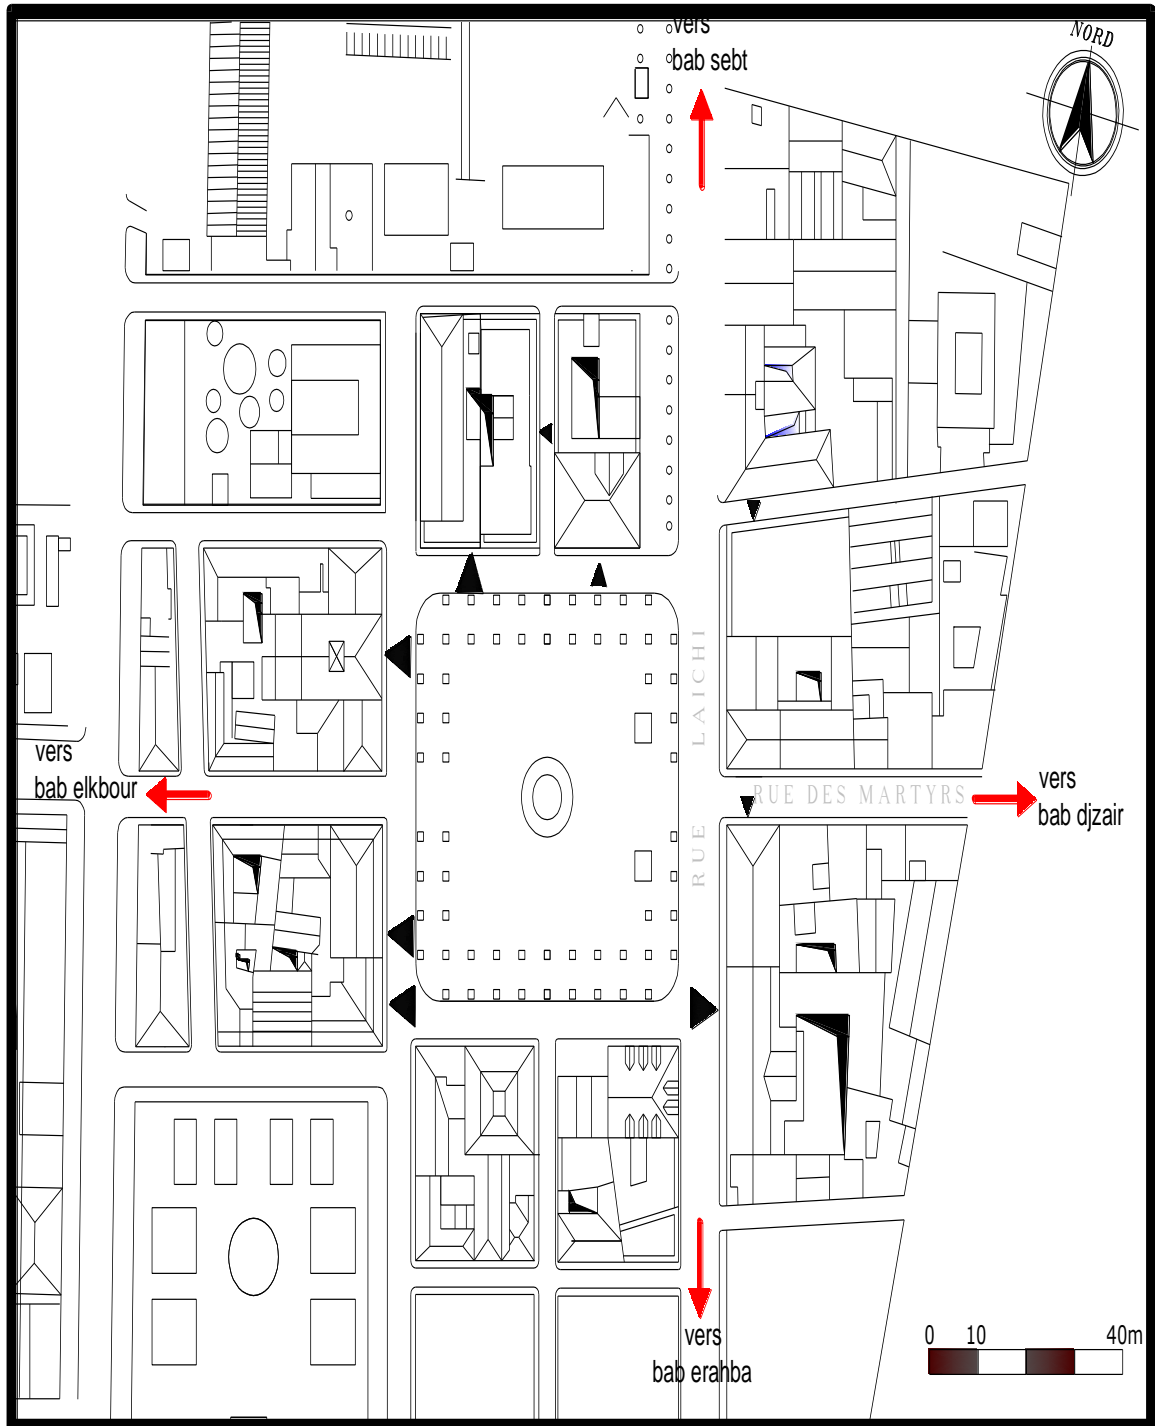 vers
bab sebt
NORD
RUE LAICHI
vers
bab elkbour
RUE DES MARTYRS
vers
bab djzair
0 10 40m
vers
bab erahba